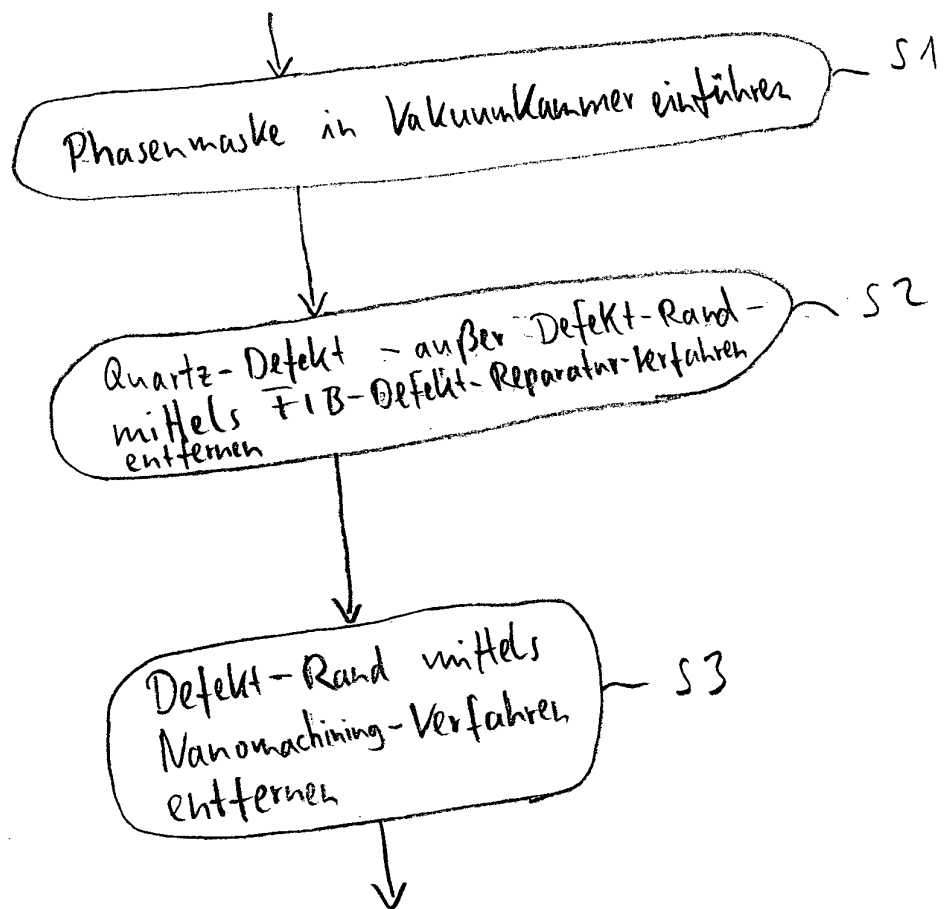 Phasenmaske in Vakuumkammer einführen
S1
Quartz-Defekt - außer Defekt-Rand -
mittels FIB-Defekt-Reparatur-Verfahren
entfernen
S2
Defekt-Rand mittels
Nanomachining-Verfahren
entfernen
S3